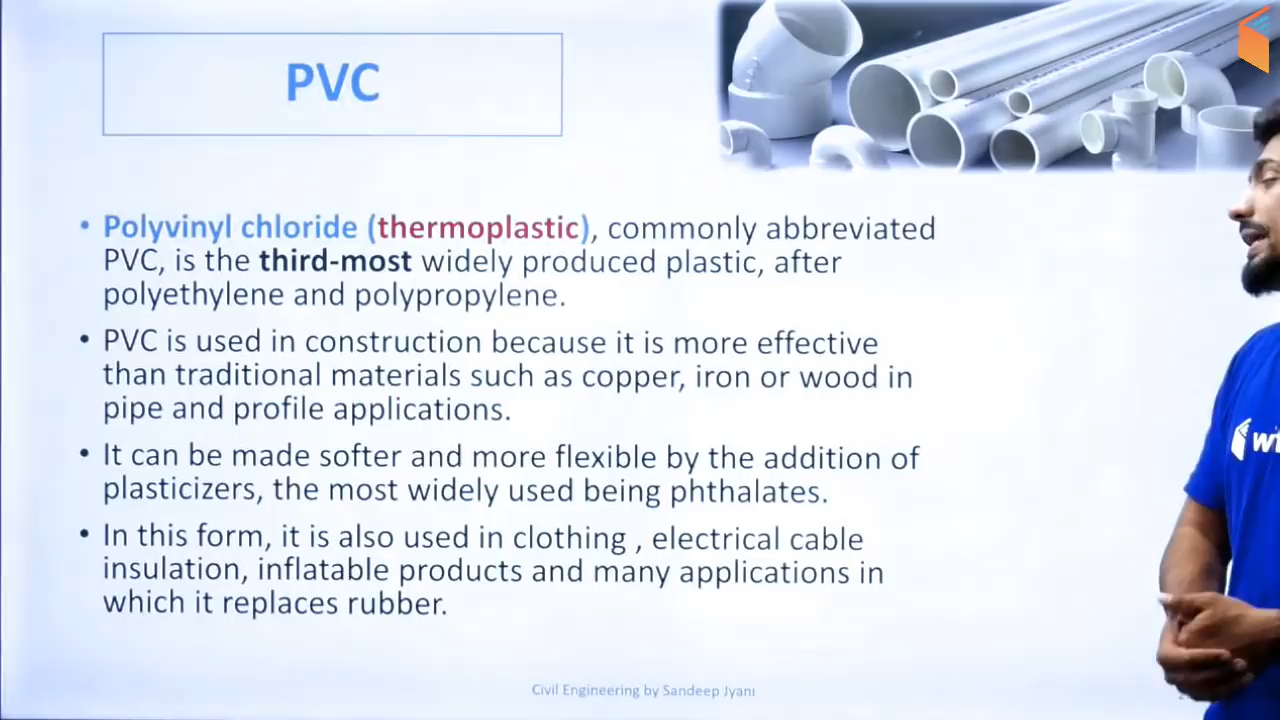 PVC
• Polyvinyl chloride (thermoplastic), commonly abbreviated
PVC, is the third-most widely produced plastic, after
polyethylene and polypropylene.
• PVC is used in construction because it is more effective
than traditional materials such as copper, iron or wood in
pipe and profile applications.
• It can be made softer and more flexible by the addition of
plasticizers, the most widely used being phthalates.
• In this form, it is also used in clothing , electrical cable
insulation, inflatable products and many applications in
which it replaces rubber.
Civil Engineering by Sandeep Jyani